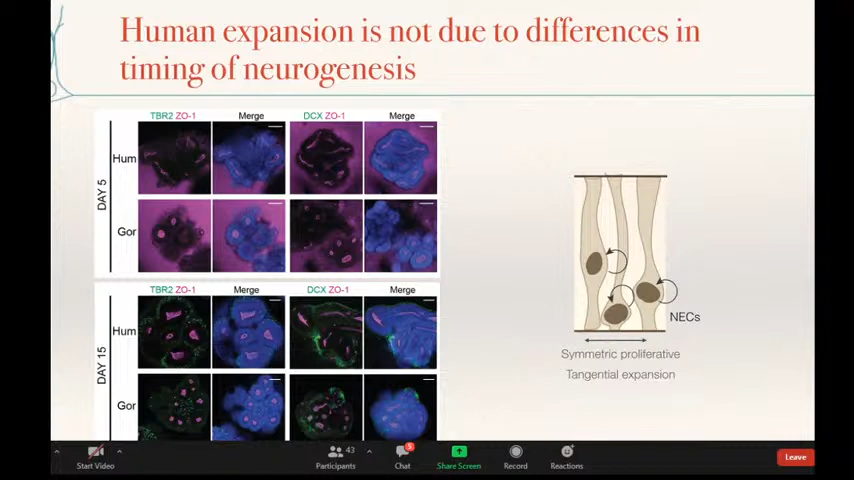 Human expansion is not due to differences in
timing of neurogenesis
TBR2 ZO-1 Merge DCX ZO-1 Merge
DAY 5
Hum
Gor
TBR2 ZO-1 Merge DCX ZO-1 Merge
DAY 15
Hum
Gor
NECs
Symmetric proliferative
Tangential expansion
Start Video
43
Participants
5
Chat
Share Screen
Record
Reactions
Leave